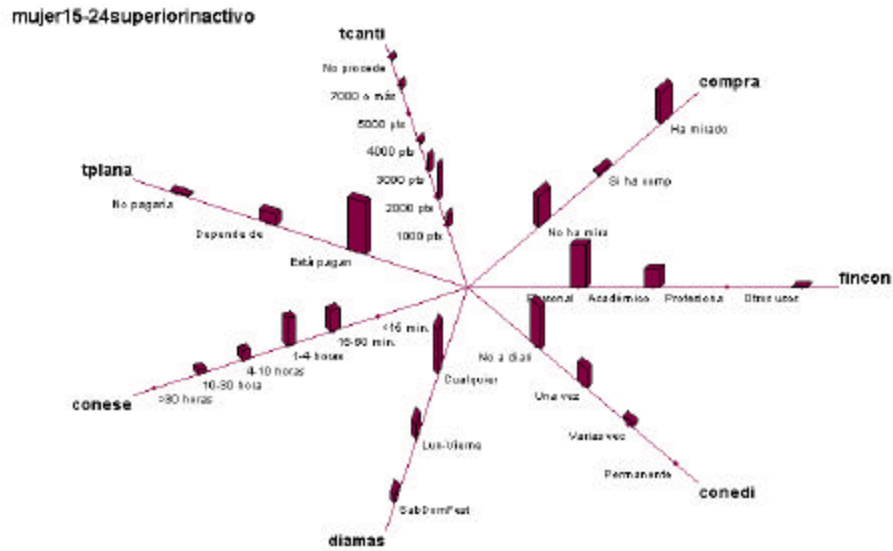 mujer15-24superiorinactivo
tcanti
No procede
7000 o más
5000 pts
4000 pts
3000 pts
2000 pts
1000 pts
compra
Ha mirado
Si ha comp
No ha mira
tplana
No pagaría
Depende de
Está pagan
fincon
Personal
Académico
Profesiona
Otros usos
conese
<15 min.
15-60 min.
1-4 horas
4-10 horas
10-30 hora
>30 horas
No a diari
Una vez
Varias vec
Permanente
conedi
Cualquier
Lun-Vierne
SabDomFest
diamas